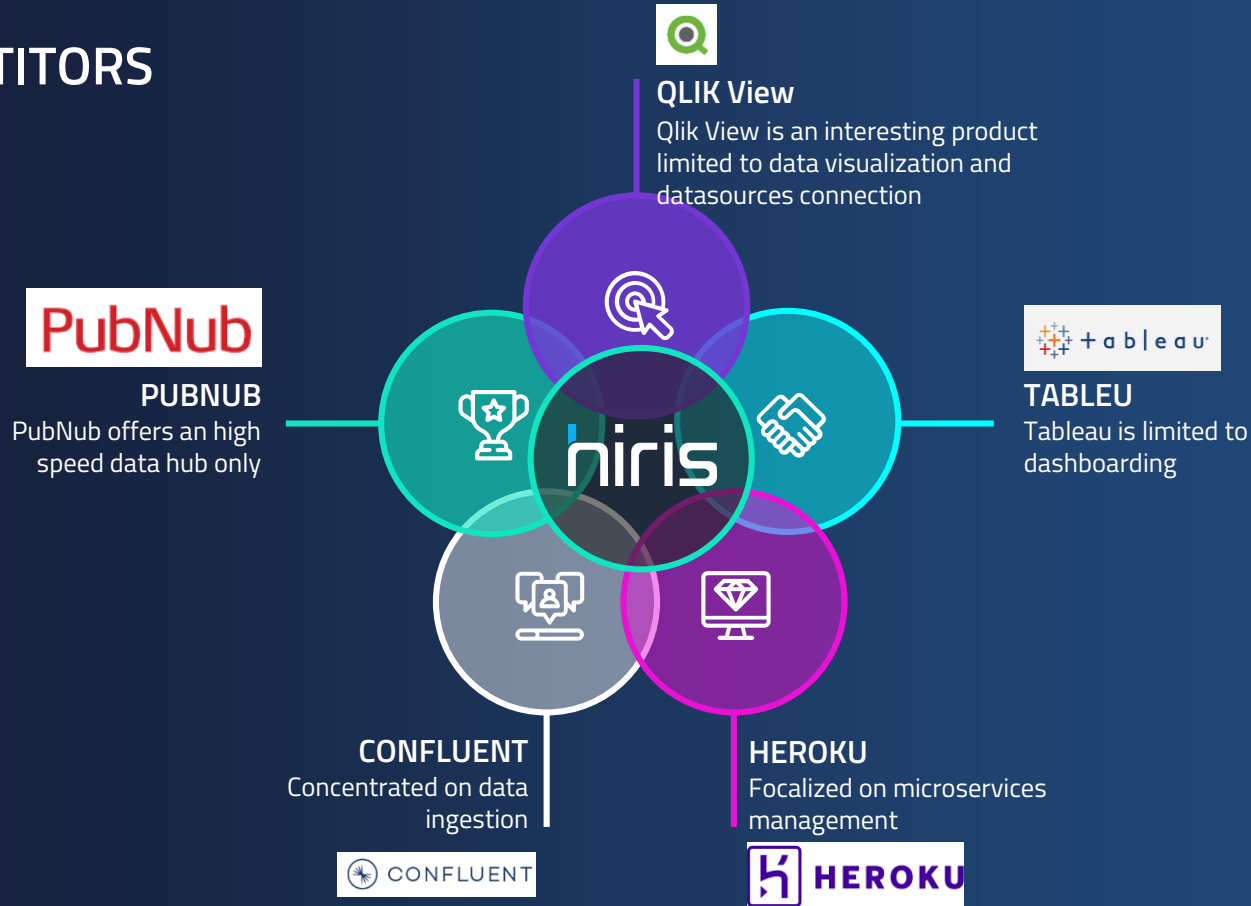 TITORS
QLIK View
Qlik View is an interesting product
limited to data visualization and
datasources connection
PubNub
PUBNUB
PubNub offers an high
speed data hub only
hiris
+ableau
TABLEU
Tableau is limited to
dashboarding
CONFLUENT
Concentrated on data
ingestion
CONFLUENT
HEROKU
Focalized on microservices
management
HEROKU